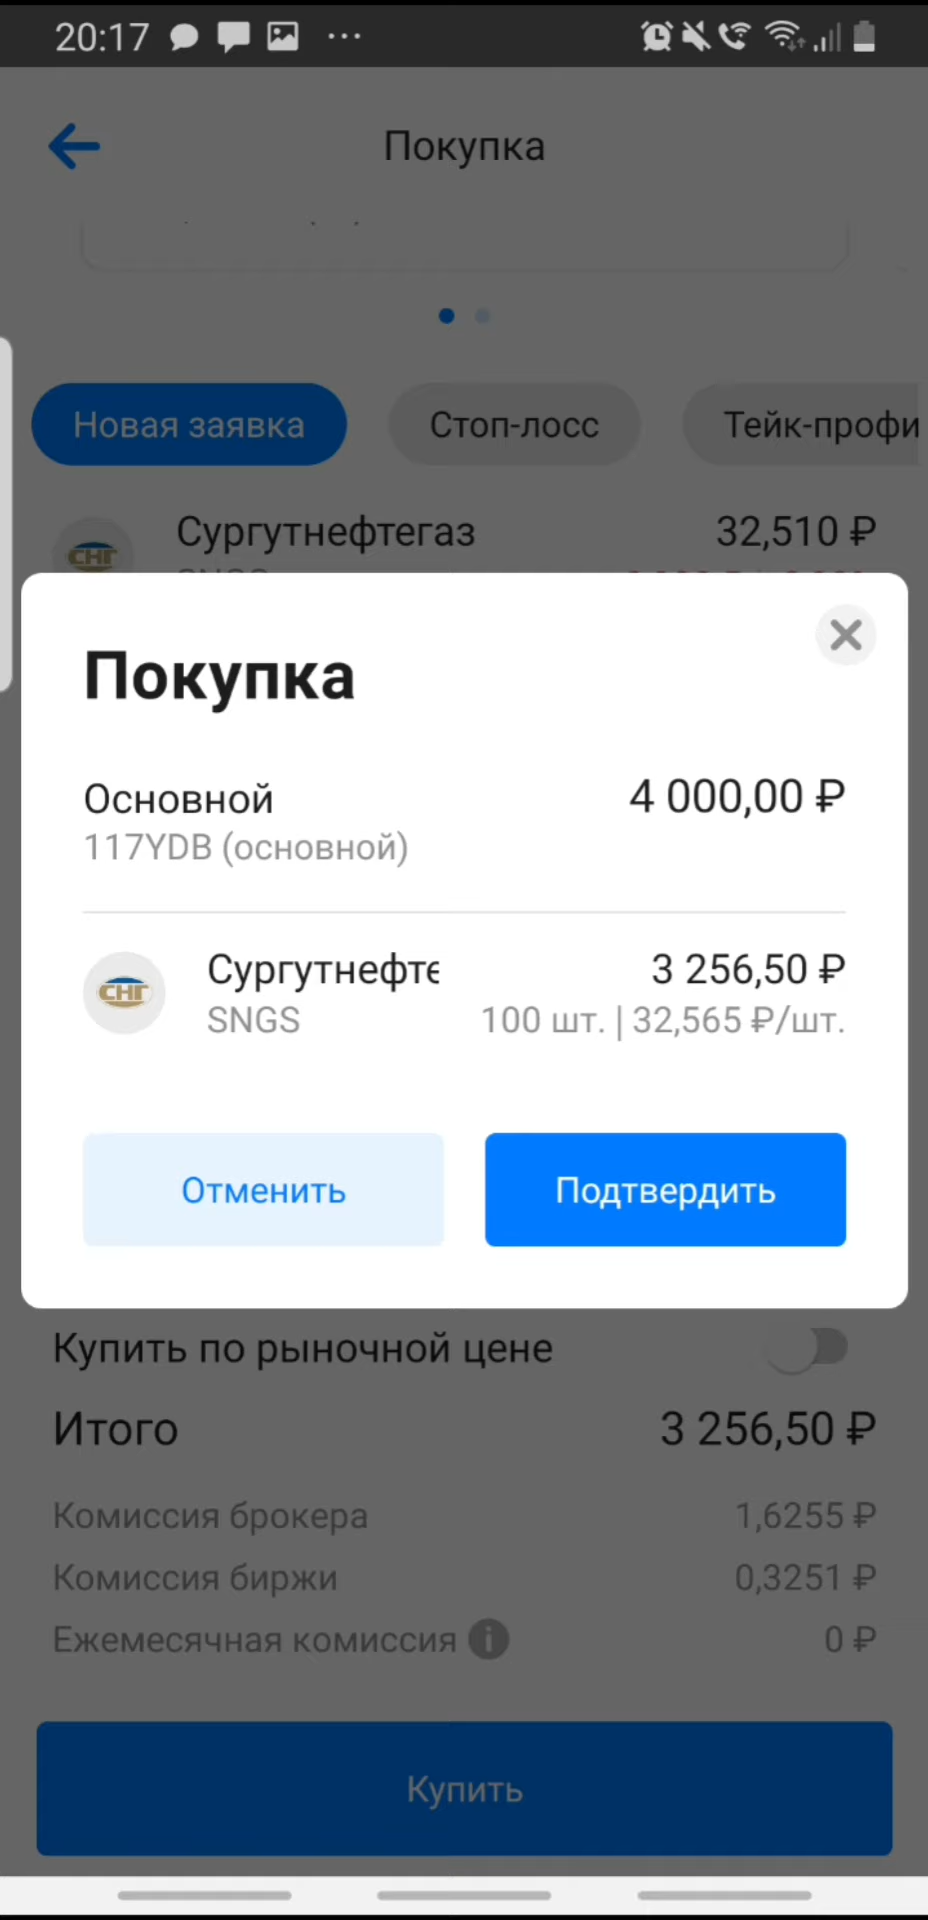 20:17
Покупка
Новая заявка
Стоп-лосс
Тейк-профи
Сургутнефтегаз
32,510 ₽
СНГ
Покупка
Основной
4 000,00 ₽
117YDB (основной)
Сургутнефте
3 256,50 ₽
СНГ
SNGS
100 шт. | 32,565 ₽/шт.
Отменить
Подтвердить
Купить по рыночной цене
Итого
3 256,50 ₽
Комиссия брокера
1,6255 ₽
Комиссия биржи
0,3251 ₽
Ежемесячная комиссия
0 ₽
Купить